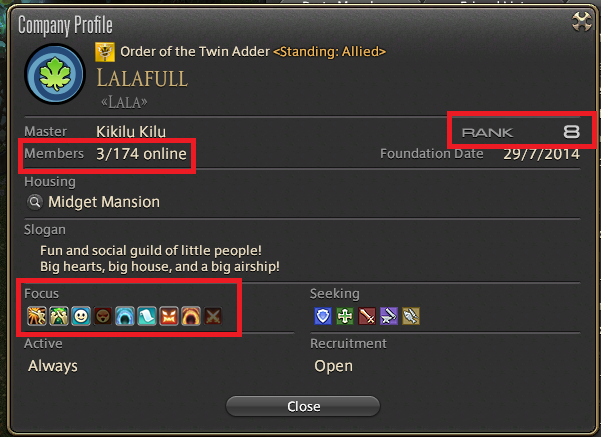 Company Profile
Order of the Twin Adder <Standing: Allied>
LALAFULL
«LALA»
Master Kikilu Kilu
RANK 8
Members 3/174 online
Foundation Date 29/7/2014
Housing
Midget Mansion
Slogan
Fun and social guild of little people!
Big hearts, big house, and a big airship!
Focus
Seeking
Active
Always
Recruitment
Open
Close